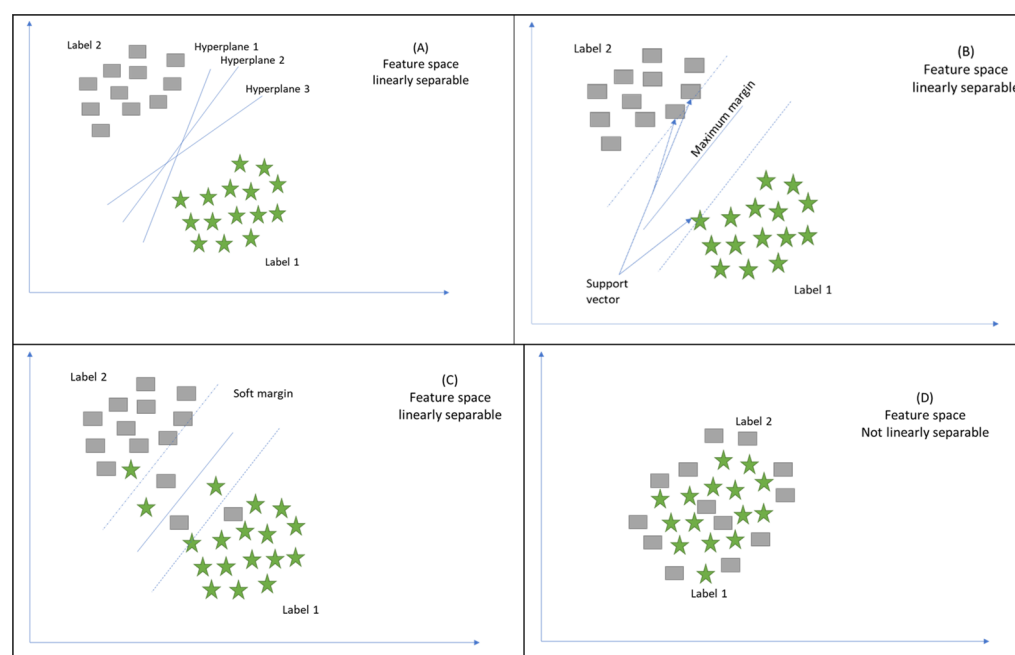 Label 2
Hyperplane 1
Hyperplane 2
Hyperplane 3
(A)
Feature space
linearly separable
Label 1
Label 2
Maximum margin
(B)
Feature space
linearly separable
Support
vector
Label 1
Label 2
Soft margin
(C)
Feature space
linearly separable
Label 1
(D)
Feature space
Not linearly separable
Label 2
Label 1